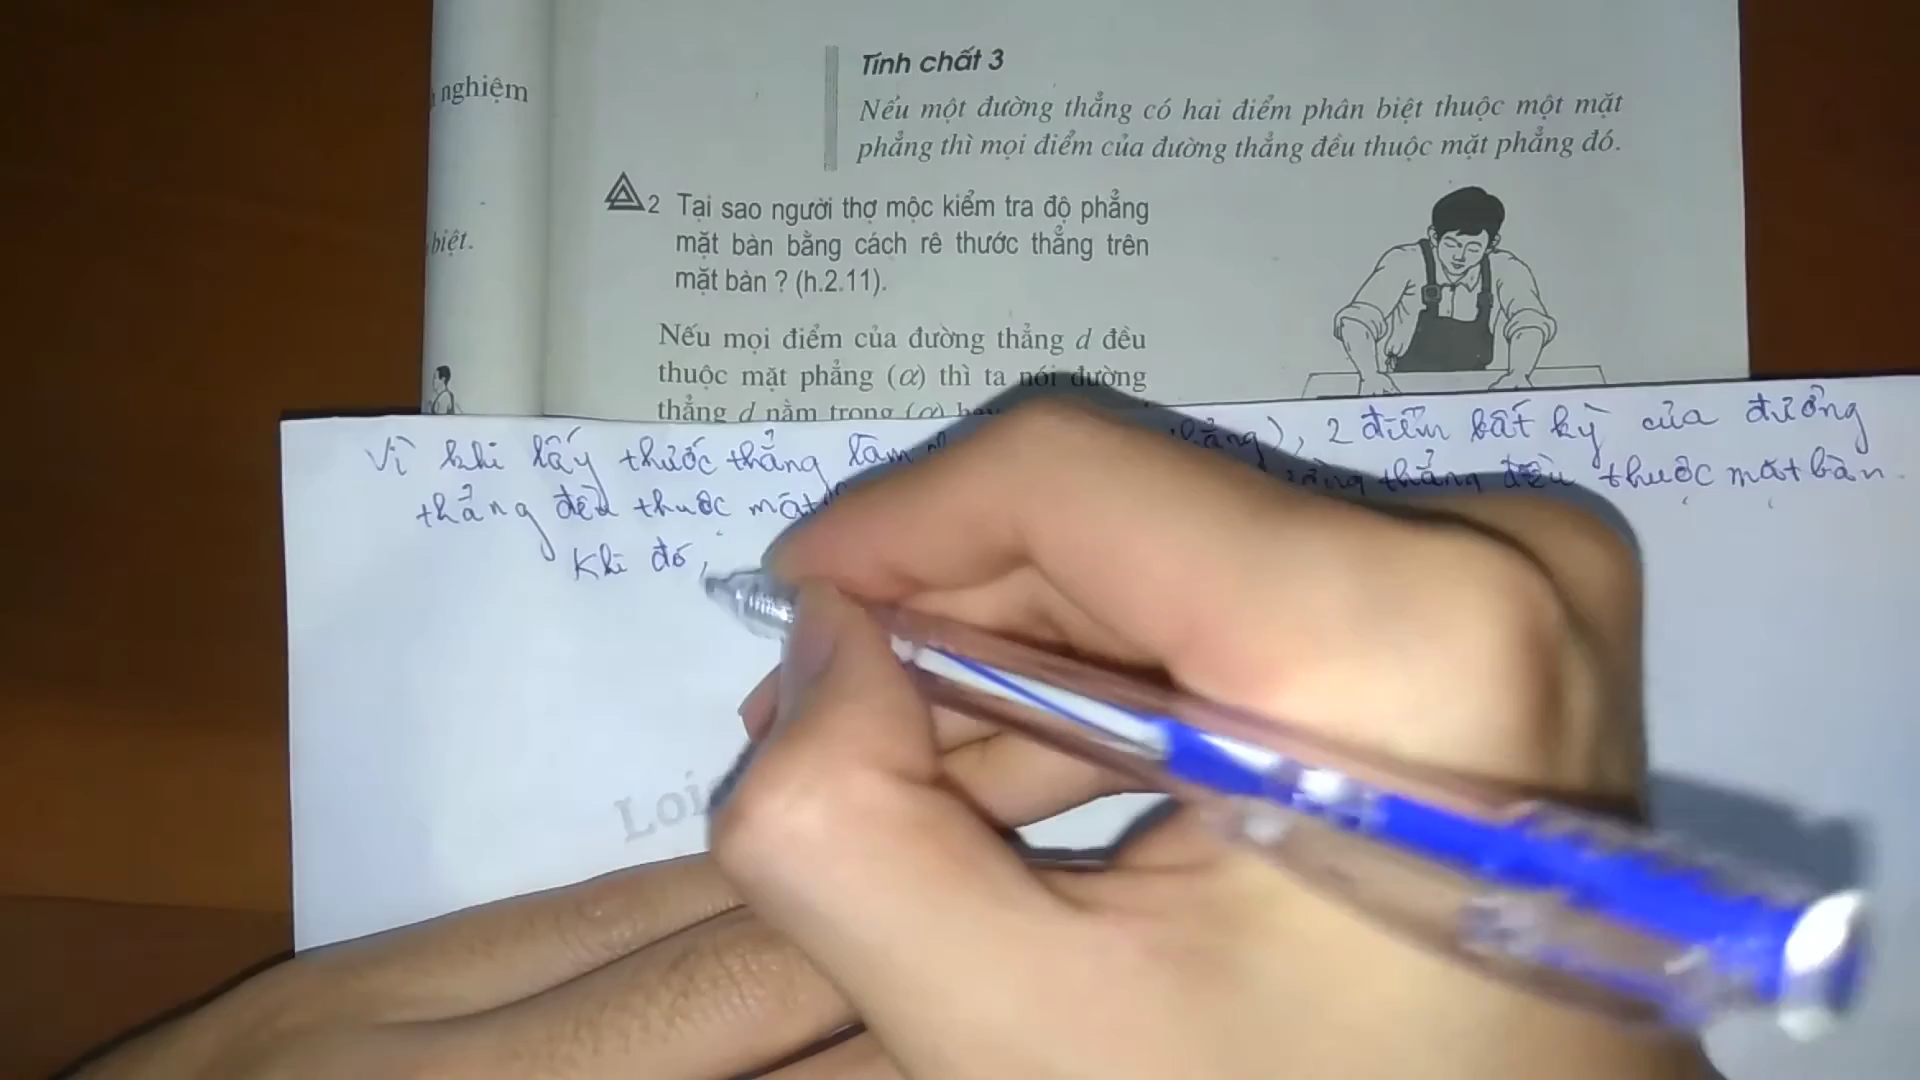 nghiệm
biệt.
Tính chất 3
Nếu một đường thẳng có hai điểm phân biệt thuộc một mặt
phẳng thì mọi điểm của đường thẳng đều thuộc mặt phẳng đó.
2 Tại sao người thợ mộc kiểm tra độ phẳng
mặt bàn bằng cách rê thước thẳng trên
mặt bàn ? (h.2.11).
Nếu mọi điểm của đường thẳng d đều
thuộc mặt phẳng (α) thì ta nói đường
thẳng d nằm trong (α)
Vì khi lấy thước thẳng làm 2 điểm bất kỳ của đường
thẳng đều thuộc mặt thẳng đều thuộc mặt bàn.
Khi đó,